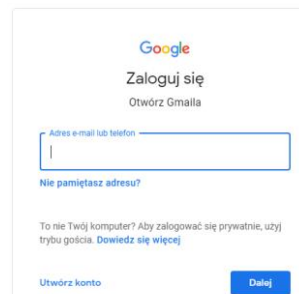 Google
Zaloguj się
Otwórz Gmaila
Adres e-mail lub telefon
Nie pamiętasz adresu?
To nie Twój komputer? Aby zalogować się prywatnie, użyj
trybu gościa. Dowiedz się więcej
Utwórz konto
Dalej